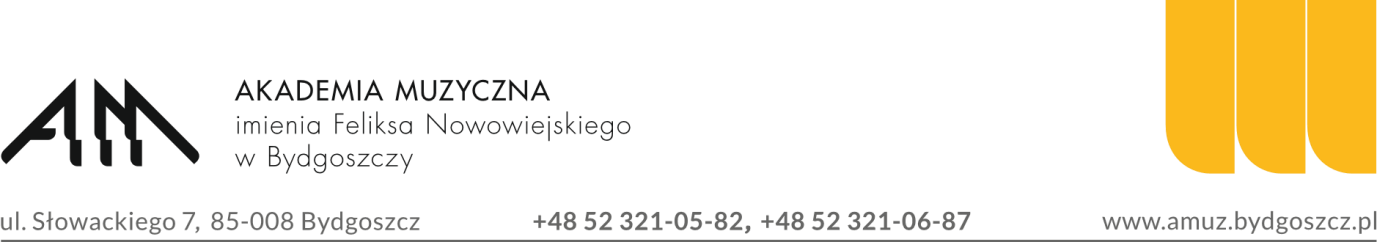 AM
AKADEMIA MUZYCZNA
imienia Feliksa Nowowiejskiego
w Bydgoszczy
ul. Słowackiego 7, 85-008 Bydgoszcz +48 52 321-05-82, +48 52 321-06-87 www.amuz.bydgoszcz.pl